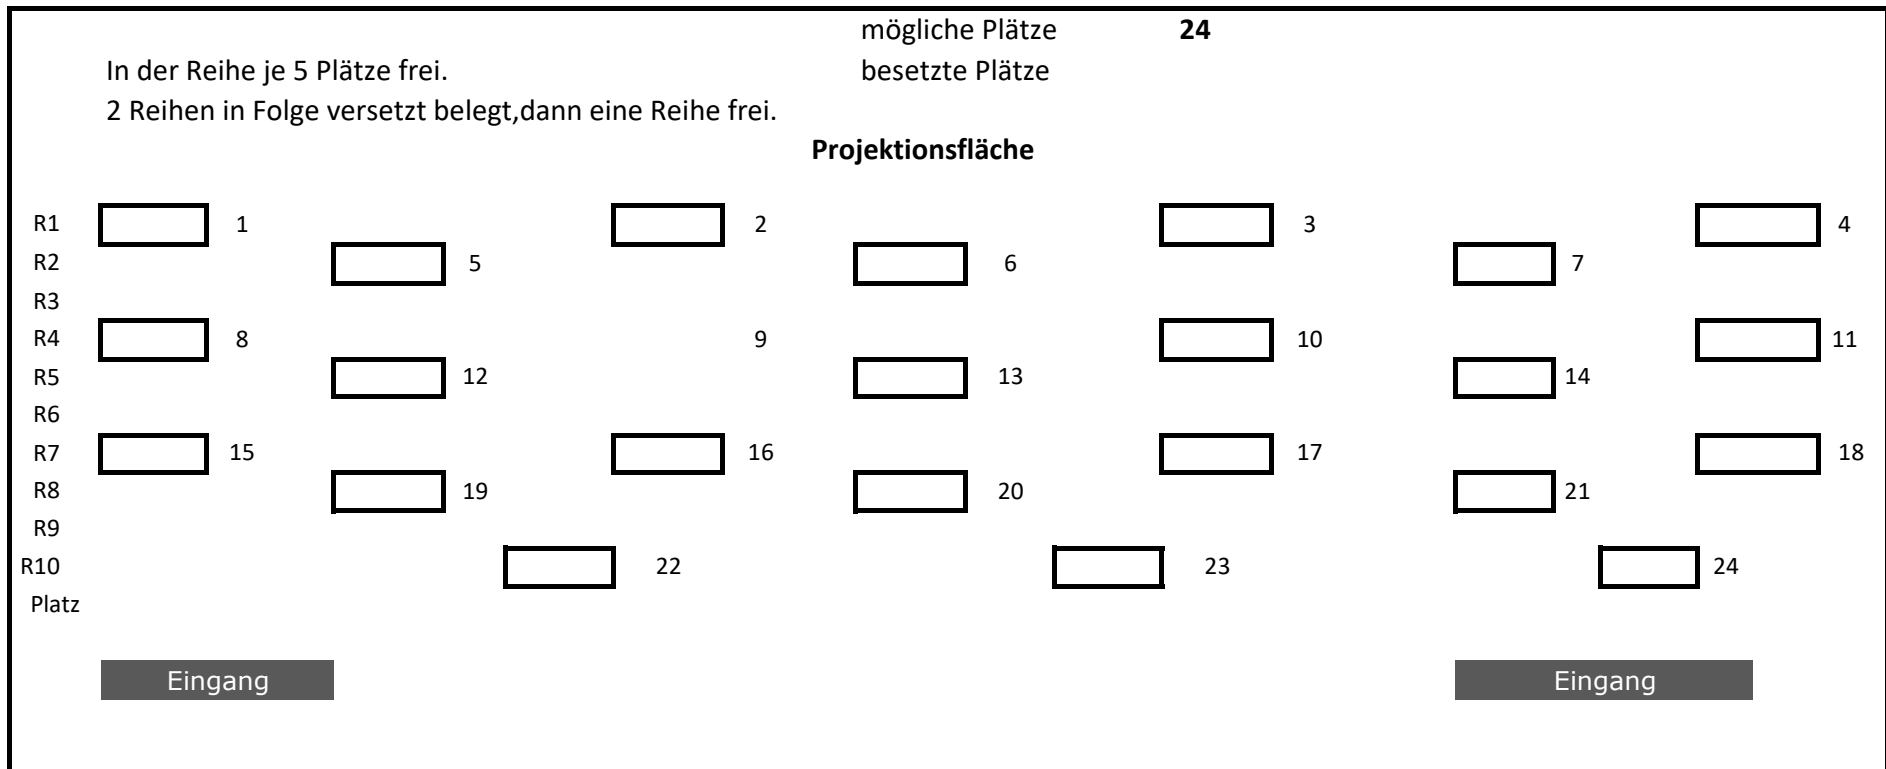 mögliche Plätze 24
In der Reihe je 5 Plätze frei. besetzte Plätze
2 Reihen in Folge versetzt belegt,dann eine Reihe frei.
Projektionsfläche
R1 1 2 3 4
R2 5 6 7
R3
R4 8 9 10 11
R5 12 13 14
R6
R7 15 16 17 18
R8 19 20 21
R9
R10 22 23 24
Platz
Eingang Eingang